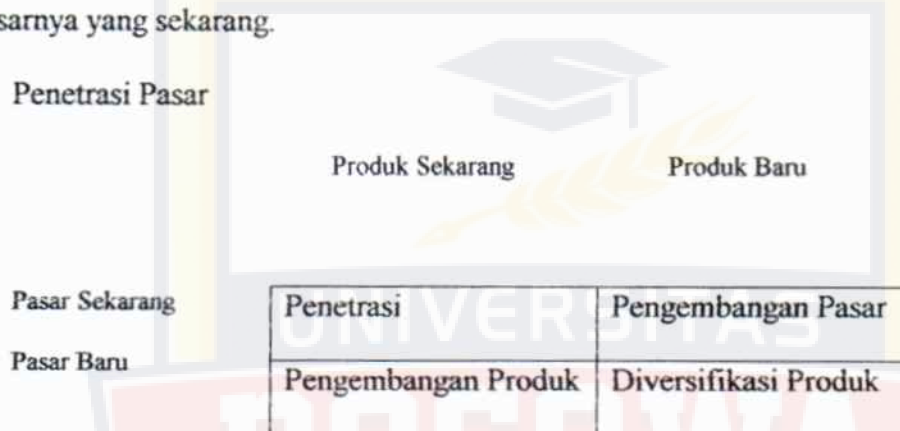 sarnya yang sekarang.
Penetrasi Pasar
Produk Sekarang Produk Baru
Pasar Sekarang Penetrasi Pengembangan Pasar
Pasar Baru Pengembangan Produk Diversifikasi Produk
UNIVERSITAS
BOSOWA